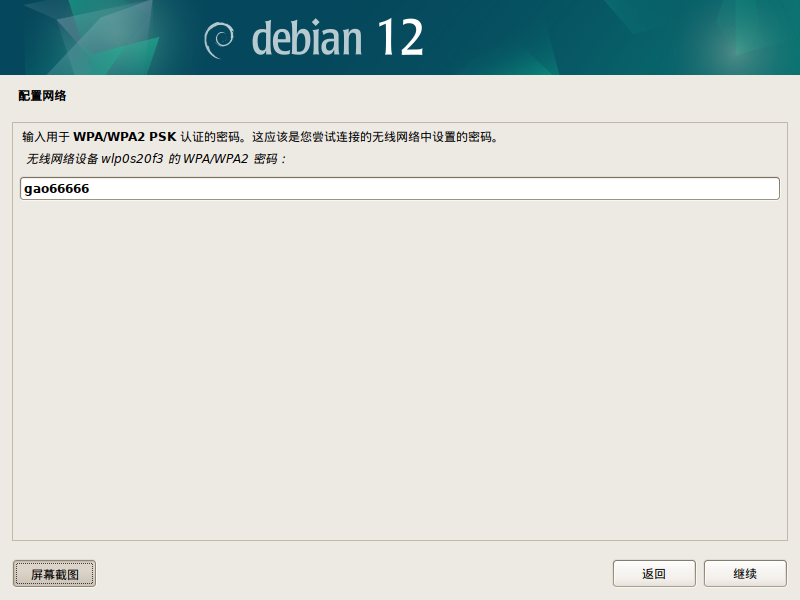 debian 12
配置网络
输入用于 WPA/WPA2 PSK 认证的密码。这应该是您尝试连接的无线网络中设置的密码。
无线网络设备 wlp0s20f3 的 WPA/WPA2 密码：
gao66666
屏幕截图
返回
继续